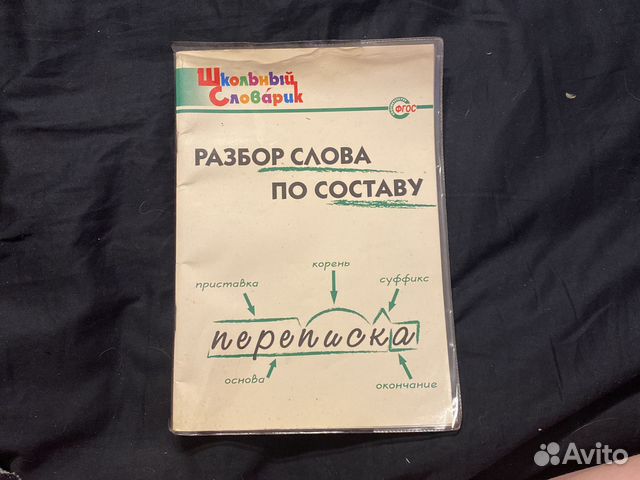 Школьный
Словарик
ФГОС
РАЗБОР СЛОВА
ПО СОСТАВУ
корень
приставка
суффикс
переписка
основа
окончание
Avito